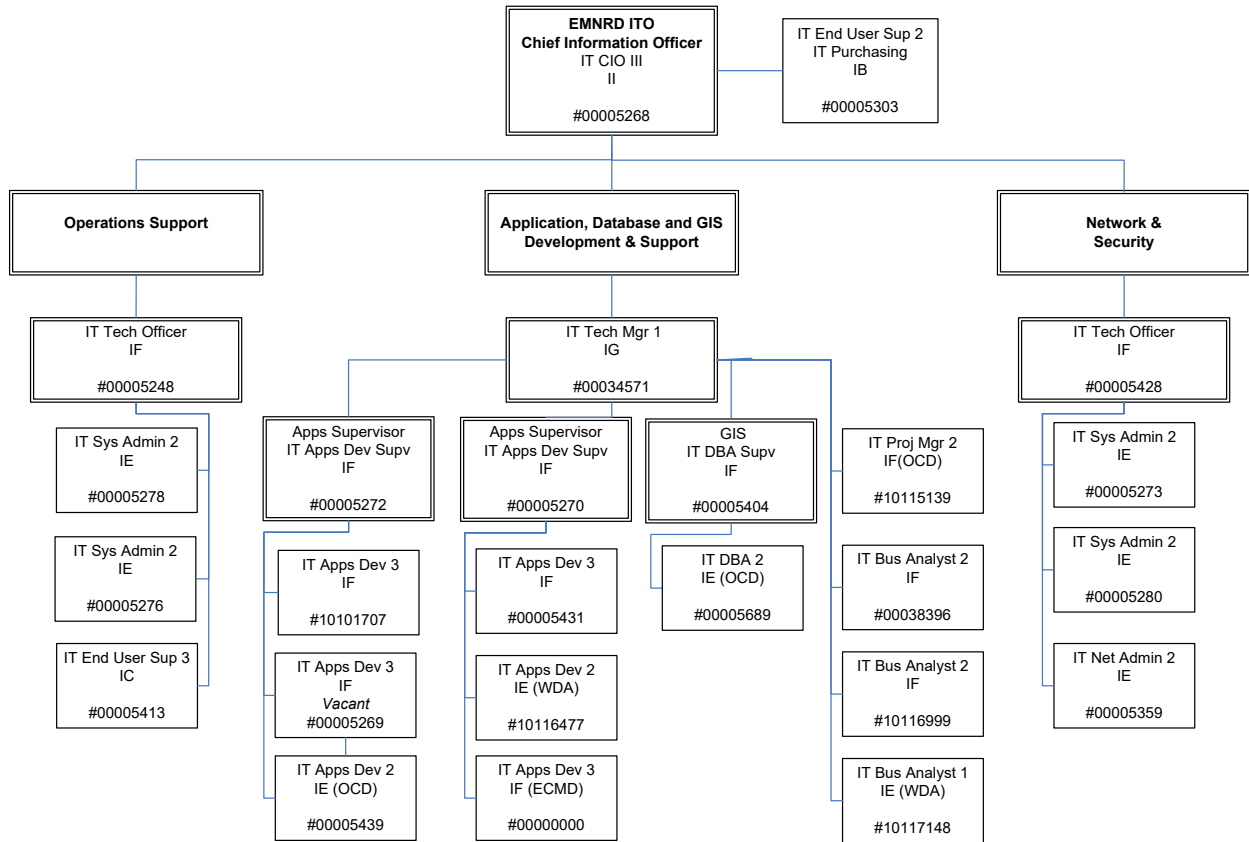 EMNRD ITO
Chief Information Officer
IT CIO III
II
#00005268
IT End User Sup 2
IT Purchasing
IB
#00005303
Operations Support
Application, Database and GIS
Development & Support
Network &
Security
IT Tech Officer
IF
#00005248
IT Tech Mgr 1
IG
#00034571
IT Tech Officer
IF
#00005428
IT Sys Admin 2
IE
#00005278
IT Sys Admin 2
IE
#00005276
IT End User Sup 3
IC
#00005413
Apps Supervisor
IT Apps Dev Supv
IF
#00005272
IT Apps Dev 3
IF
#10101707
IT Apps Dev 3
IF
Vacant
#00005269
IT Apps Dev 2
IE (OCD)
#00005439
Apps Supervisor
IT Apps Dev Supv
IF
#00005270
IT Apps Dev 3
IF
#00005431
IT Apps Dev 2
IE (WDA)
#10116477
IT Apps Dev 3
IF (ECMD)
#00000000
GIS
IT DBA Supv
IF
#00005404
IT DBA 2
IE (OCD)
#00005689
IT Proj Mgr 2
IF(OCD)
#10115139
IT Bus Analyst 2
IF
#00038396
IT Bus Analyst 2
IF
#10116999
IT Bus Analyst 1
IE (WDA)
#10117148
IT Sys Admin 2
IE
#00005273
IT Sys Admin 2
IE
#00005280
IT Net Admin 2
IE
#00005359